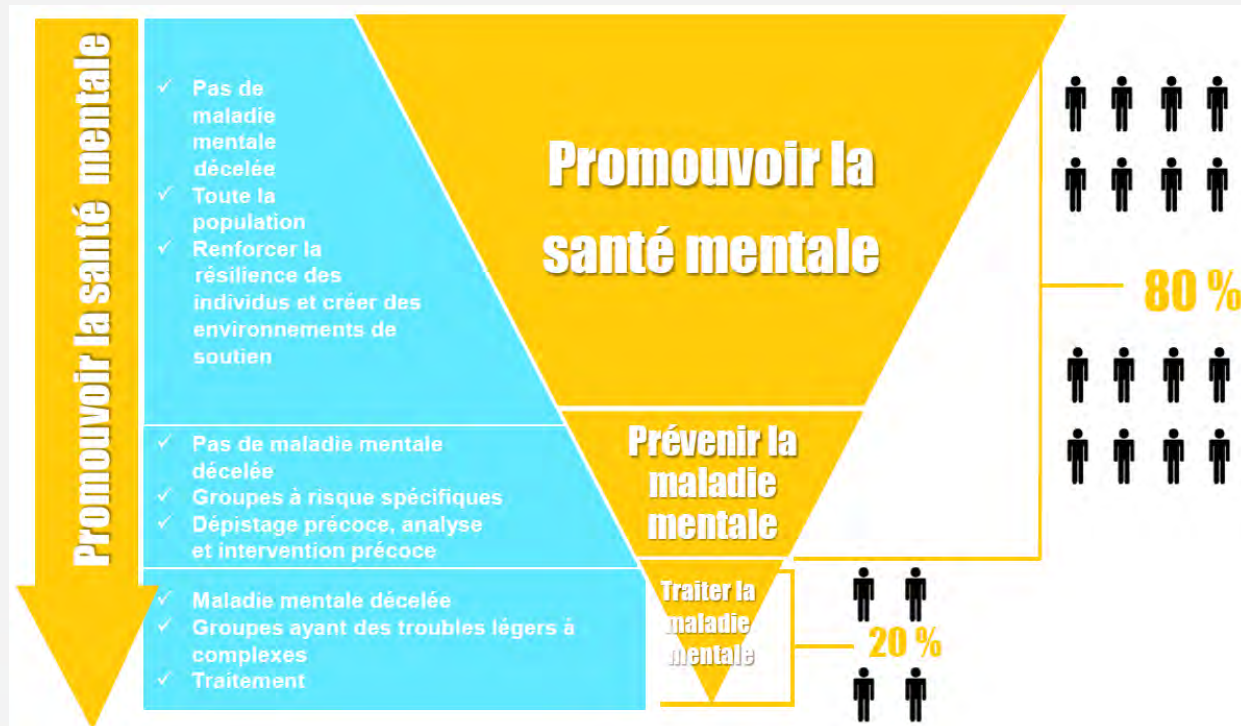 Promouvoir la santé mentale
✓ Pas de
maladie
mentale
décelée
✓ Toute la
population
✓ Renforcer la
résilience des
individus et créer des
environnements de
soutien
Promouvoir la
santé mentale
80 %
✓ Pas de maladie mentale
décelée
✓ Groupes à risque spécifiques
✓ Dépistage précoce, analyse
et intervention précoce
Prévenir la
maladie
mentale
✓ Maladie mentale décelée
✓ Groupes ayant des troubles légers à
complexes
✓ Traitement
Traiter la
maladie
mentale
20 %